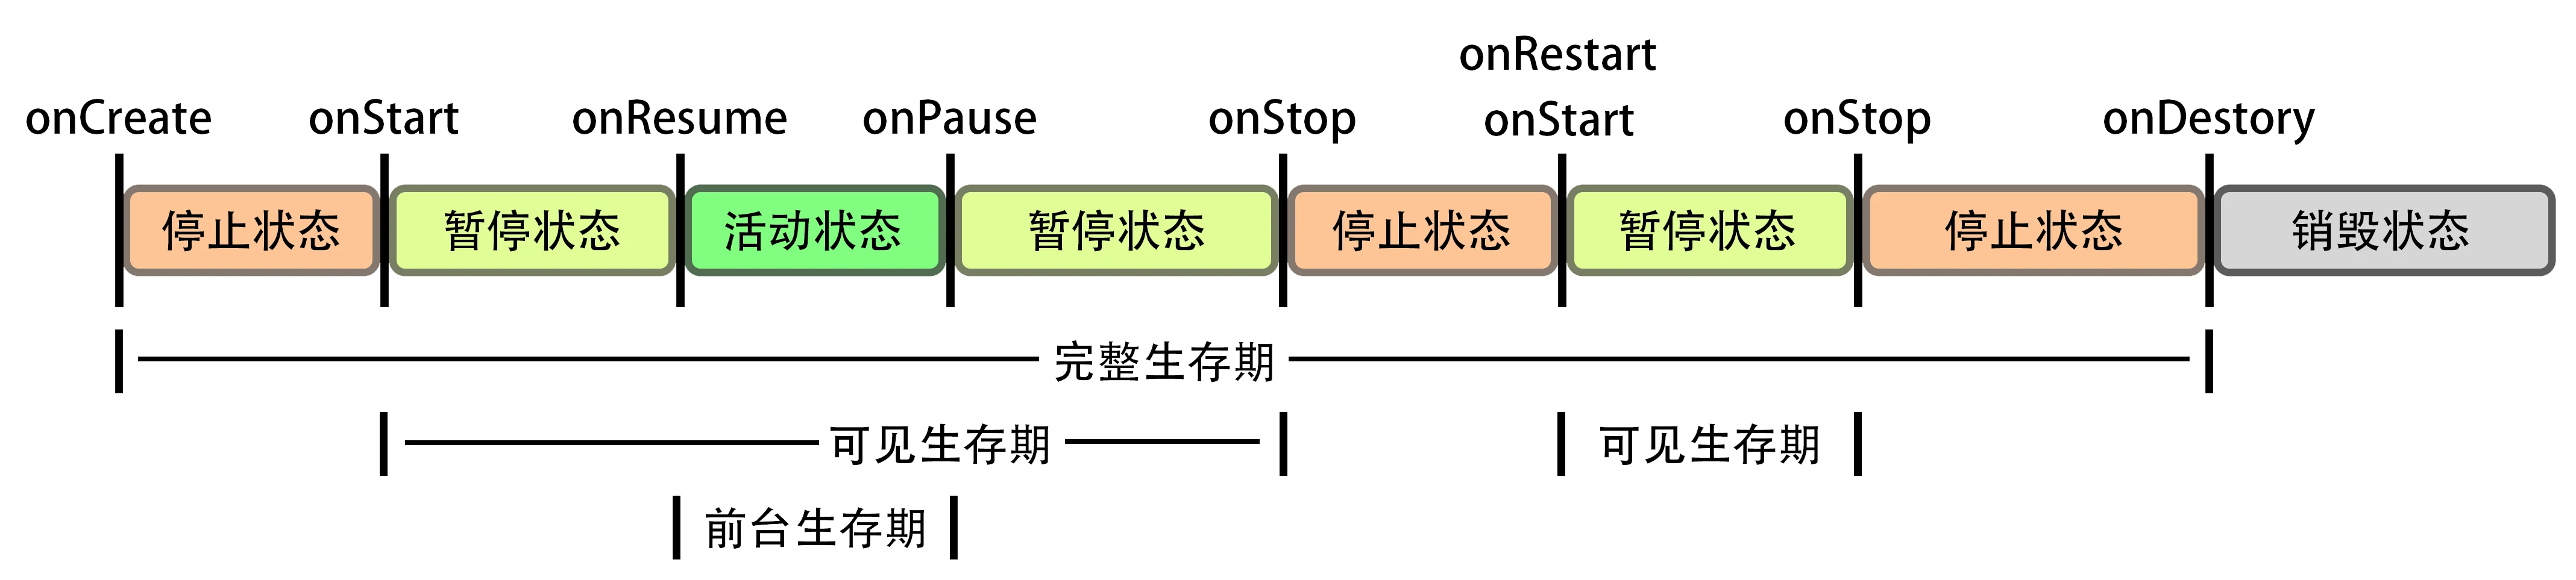 onRestart
onCreate onStart onResume onPause onStop onStart onStop onDestory
停止状态 暂停状态 活动状态 暂停状态 停止状态 暂停状态 停止状态 销毁状态
完整生存期
可见生存期 可见生存期
前台生存期